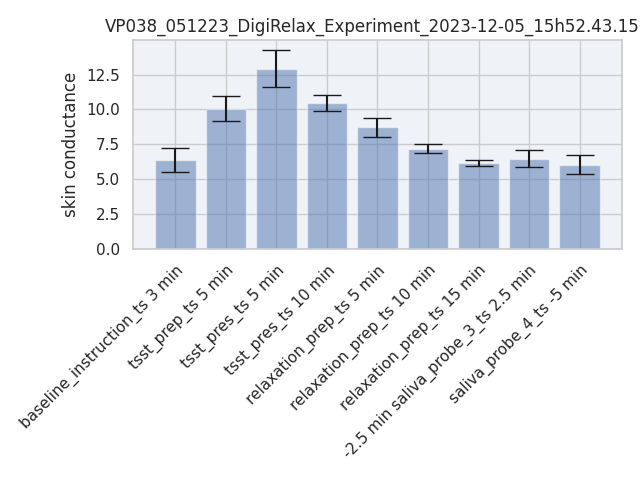 VP038_051223_DigiRelax_Experiment_2023-12-05_15h52.43.15
skin conductance
12.5
10.0
7.5
5.0
2.5
0.0
baseline_instruction_ts 3 min
tsst_prep_ts 5 min
tsst_pres_ts 5 min
tsst_pres_ts 10 min
relaxation_prep_ts 5 min
relaxation_prep_ts 10 min
relaxation_prep_ts 15 min
-2.5 min saliva_probe_3_ts 2.5 min
saliva_probe_4_ts -5 min